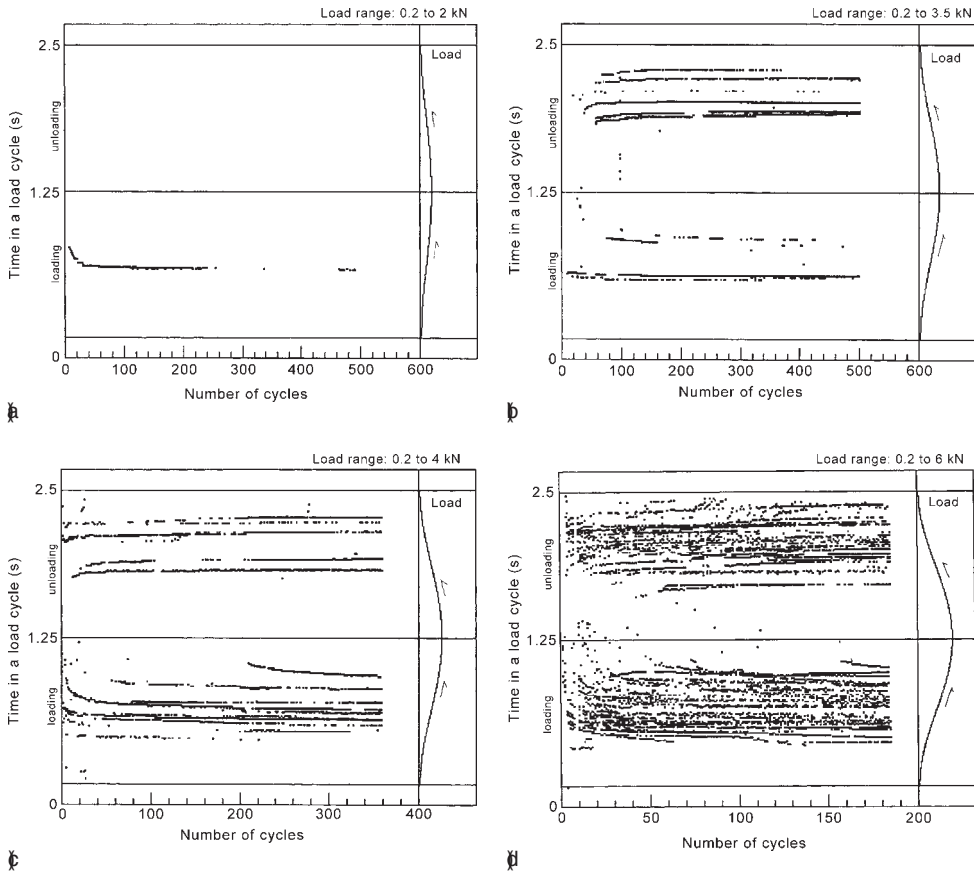 Load range: 0.2 to 2 kN
2.5
Load
Time in a load cycle (s)
unloading
1.25
loading
0
0 100 200 300 400 500 600
Number of cycles
a
Load range: 0.2 to 3.5 kN
2.5
Load
Time in a load cycle (s)
unloading
1.25
loading
0
0 100 200 300 400 500 600
Number of cycles
b
Load range: 0.2 to 4 kN
2.5
Load
Time in a load cycle (s)
unloading
1.25
loading
0
0 100 200 300 400
Number of cycles
c
Load range: 0.2 to 6 kN
2.5
Load
Time in a load cycle (s)
unloading
1.25
loading
0
0 50 100 150 200
Number of cycles
d